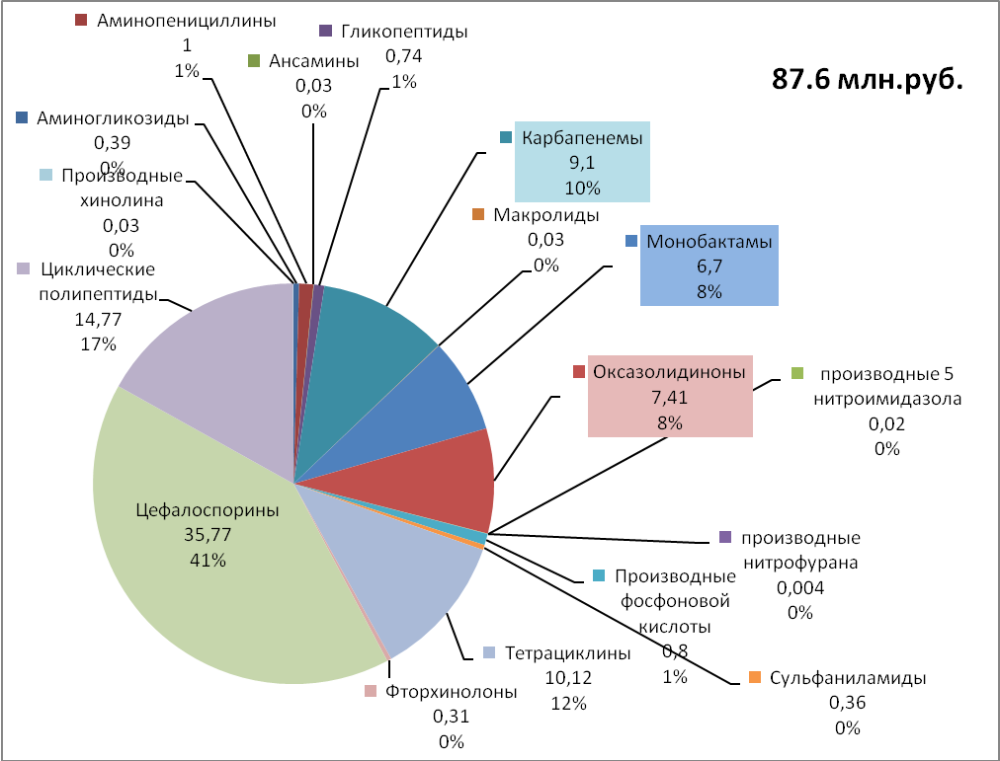 Аминопенициллины
1
1%
Гликопептиды
0,74
1%
Ансамины
0,03
0%
87.6 млн.руб.
Аминогликозиды
0,39
0%
Карбапенемы
9,1
10%
Производные
хинолина
0,03
0%
Макролиды
0,03
0%
Монобактамы
6,7
8%
Циклические
полипептиды
14,77
17%
Оксазолидиноны
7,41
8%
производные 5
нитроимидазола
0,02
0%
Цефалоспорины
35,77
41%
производные
нитрофурана
0,004
0%
Производные
фосфоновой
кислоты
0,8
1%
Тетрациклины
10,12
12%
Сульфаниламиды
0,36
0%
Фторхинолоны
0,31
0%